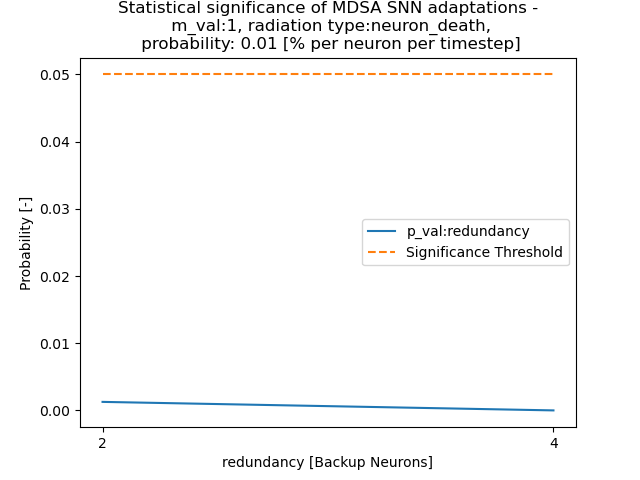 Statistical significance of MDSA SNN adaptations -
m_val:1, radiation type:neuron_death,
probability: 0.01 [% per neuron per timestep]
0.05
0.04
0.03
0.02
0.01
0.00
Probability [-]
p_val:redundancy
Significance Threshold
2
4
redundancy [Backup Neurons]